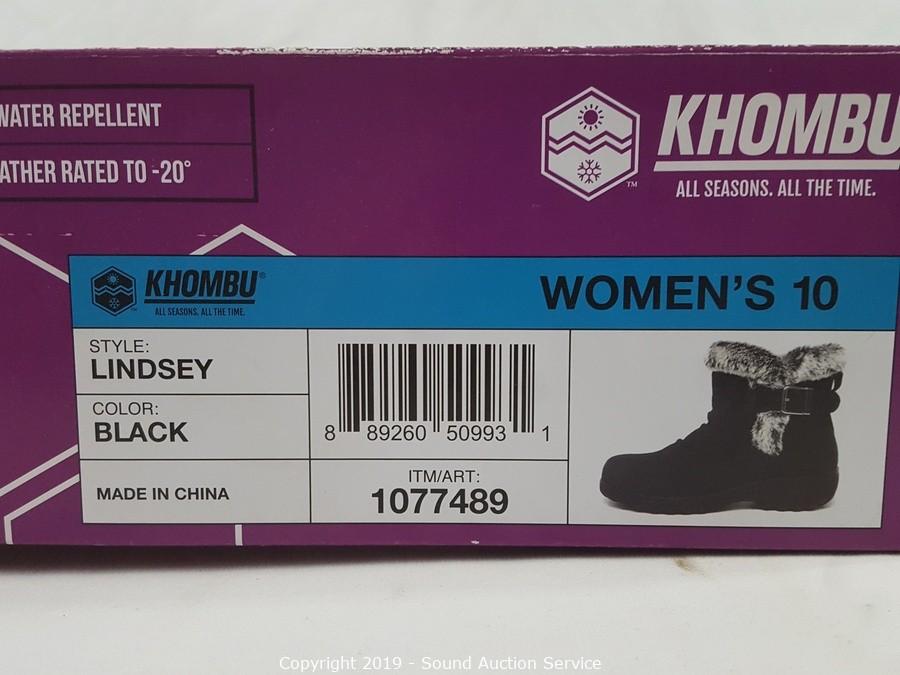 WATER REPELLENT
ATHER RATED TO -20°
KHOMBU
™
ALL SEASONS. ALL THE TIME.
KHOMBU®
ALL SEASONS. ALL THE TIME.
WOMEN'S 10
STYLE:
LINDSEY
COLOR:
BLACK
MADE IN CHINA
8 89260 50993 1
ITM/ART:
1077489
Copyright 2019 - Sound Auction Service